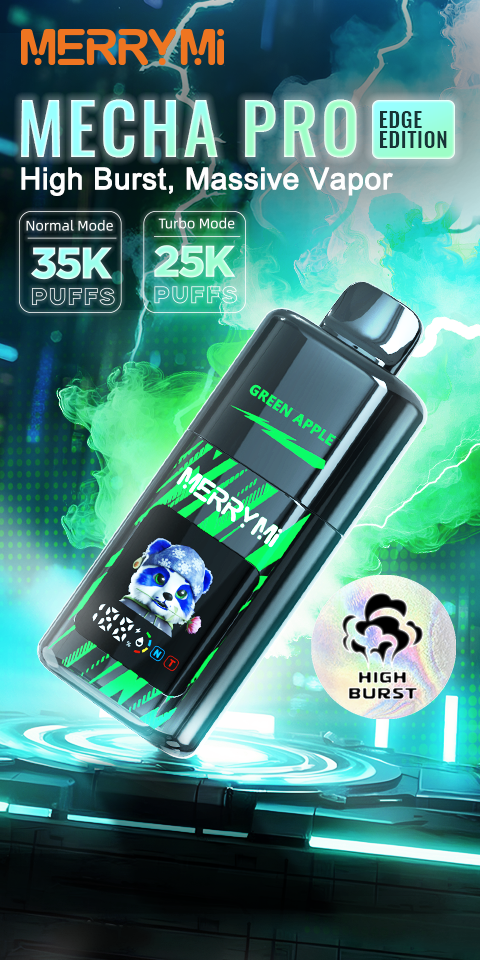 MERRYMi
MECHA PRO
EDGE
EDITION
High Burst, Massive Vapor
Normal Mode
35K
PUFFS
Turbo Mode
25K
PUFFS
GREEN APPLE
MERRYMi
N T
HIGH
BURST